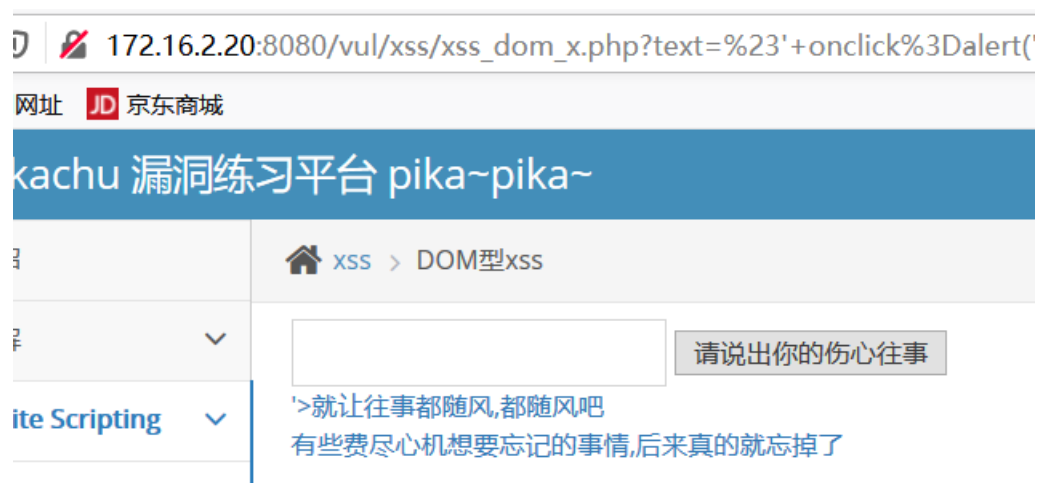 172.16.2.20:8080/vul/xss/xss_dom_x.php?text=%23'+onclick%3Dalert('
网址 JD 京东商城
kachu 漏洞练习平台 pika~pika~
xss > DOM型xss
请说出你的伤心往事
ite Scripting
'>就让往事都随风,都随风吧
有些费尽心机想要忘记的事情,后来真的就忘掉了